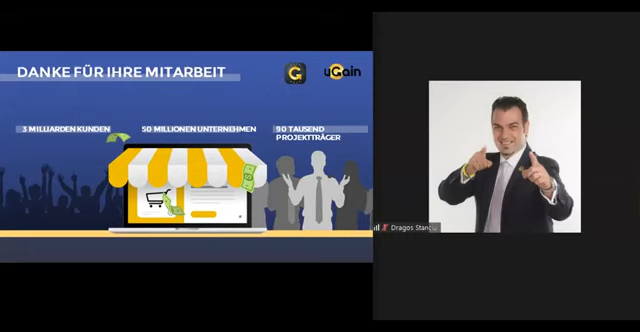 DANKE FÜR IHRE MITARBEIT
G
uGain
3 MILLIARDEN KUNDEN
50 MILLIONEN UNTERNEHMEN
90 TAUSEND
PROJEKTTRÄGER
Dragos Stanciu